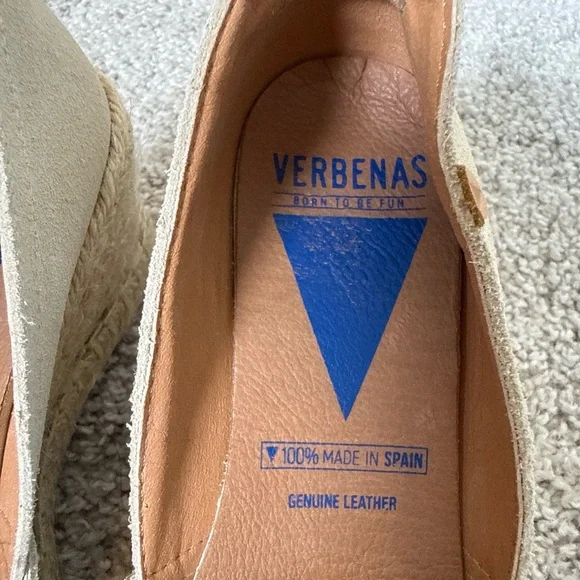 VERBENAS
BORN TO BE FUN
100% MADE IN SPAIN
GENUINE LEATHER